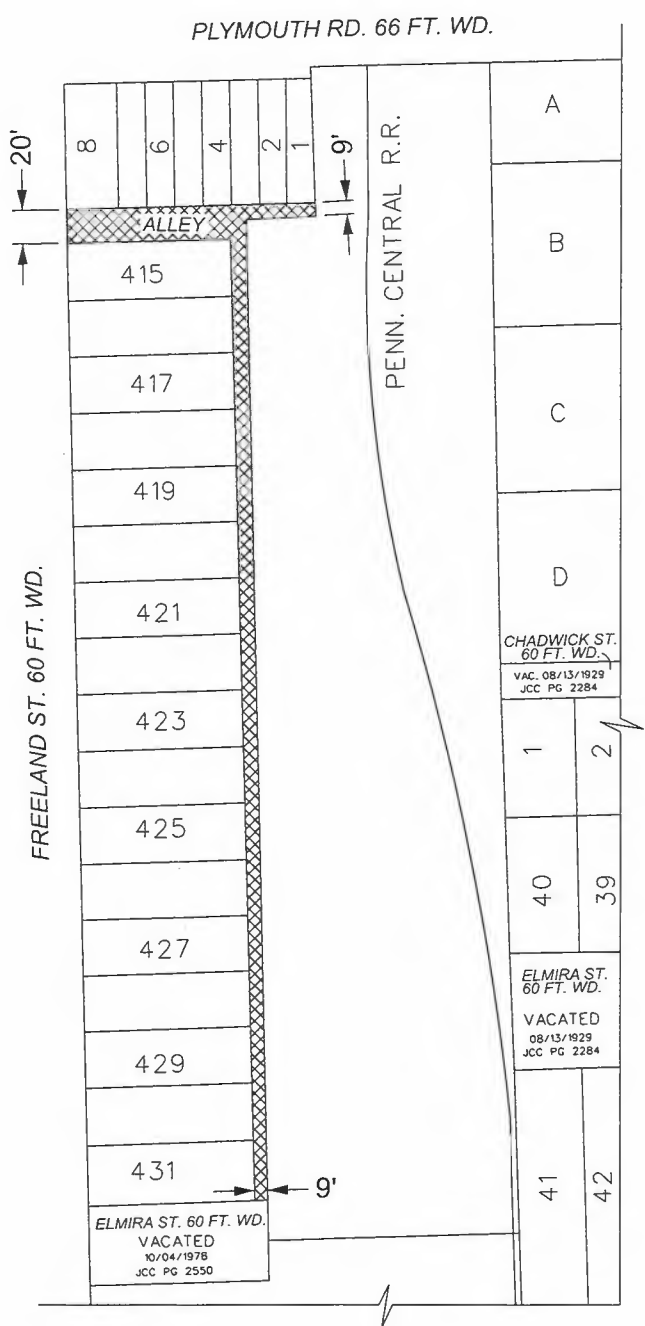 PLYMOUTH RD. 66 FT. WD.
20'
8
6
4
2
1
9'
ALLEY
PENN. CENTRAL R.R.
A
B
C
D
CHADWICK ST.
60 FT. WD.
VAC. 08/13/1929
JCC PG 2284
1
2
40
39
ELMIRA ST.
60 FT. WD.
VACATED
08/13/1929
JCC PG 2284
41
42
FREELAND ST. 60 FT. WD.
415
417
419
421
423
425
427
429
431
9'
ELMIRA ST. 60 FT. WD.
VACATED
10/04/1978
JCC PG 2550